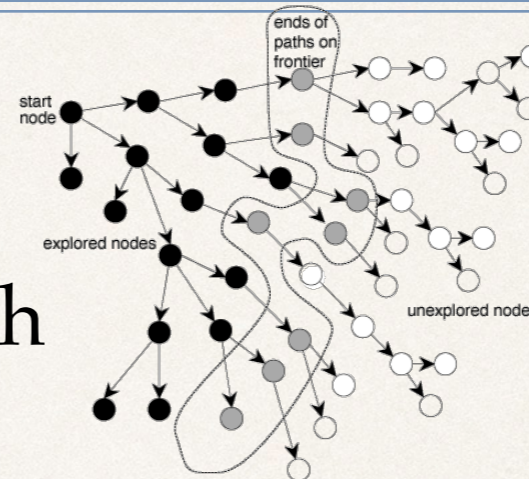 ends of
paths on
frontier
start
node
explored nodes
h
unexplored node